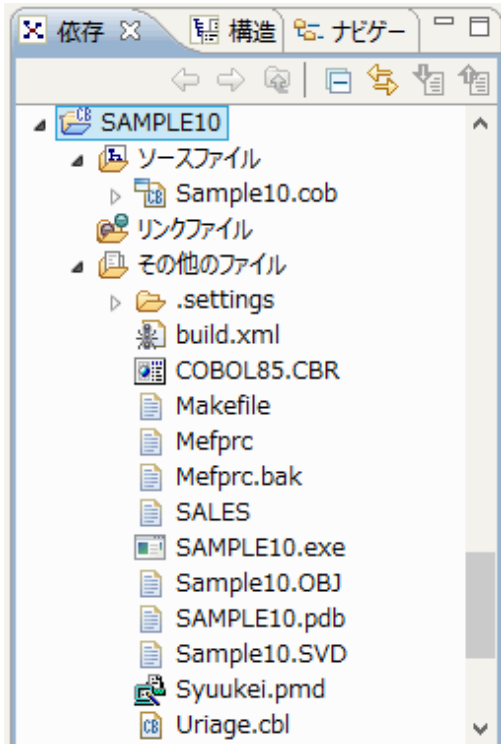 依存 構造 ナビゲー
SAMPLE10
ソースファイル
Sample10.cob
リンクファイル
その他のファイル
.settings
build.xml
COBOL85.CBR
Makefile
Mefprc
Mefprc.bak
SALES
SAMPLE10.exe
Sample10.OBJ
SAMPLE10.pdb
Sample10.SVD
Syuukei.pmd
Uriage.cbl